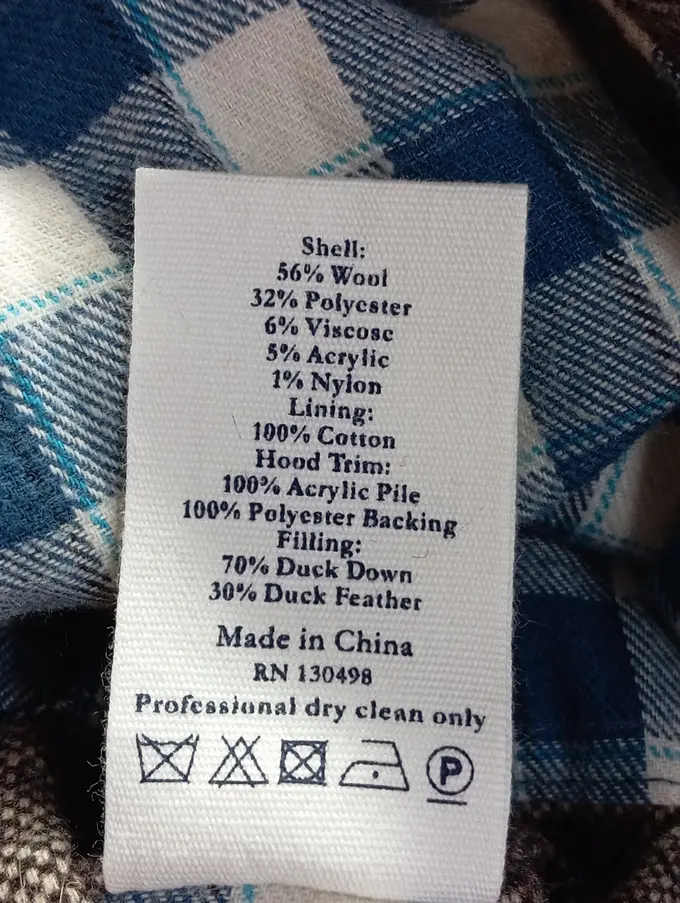 Shell:
56% Wool
32% Polyester
6% Viscose
5% Acrylic
1% Nylon
Lining:
100% Cotton
Hood Trim:
100% Acrylic Pile
100% Polyester Backing
Filling:
70% Duck Down
30% Duck Feather
Made in China
RN 130498
Professional dry clean only
P